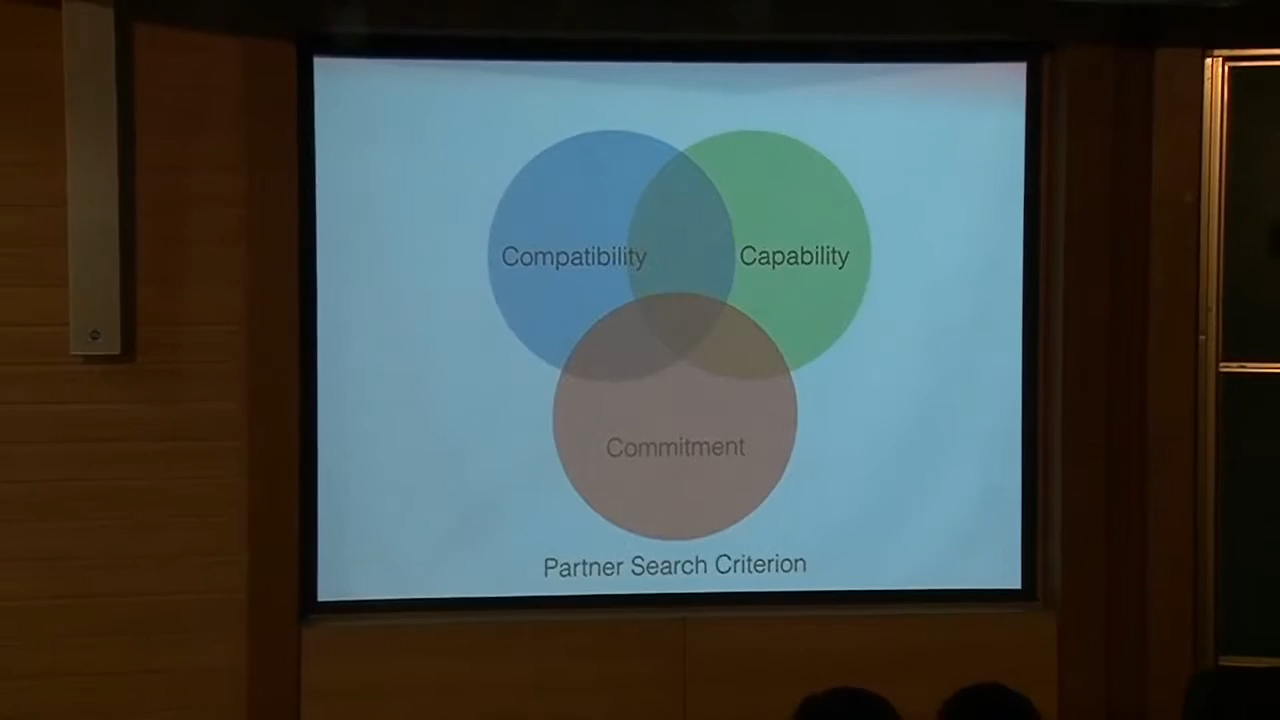 Compatibility
Capability
Commitment
Partner Search Criterion